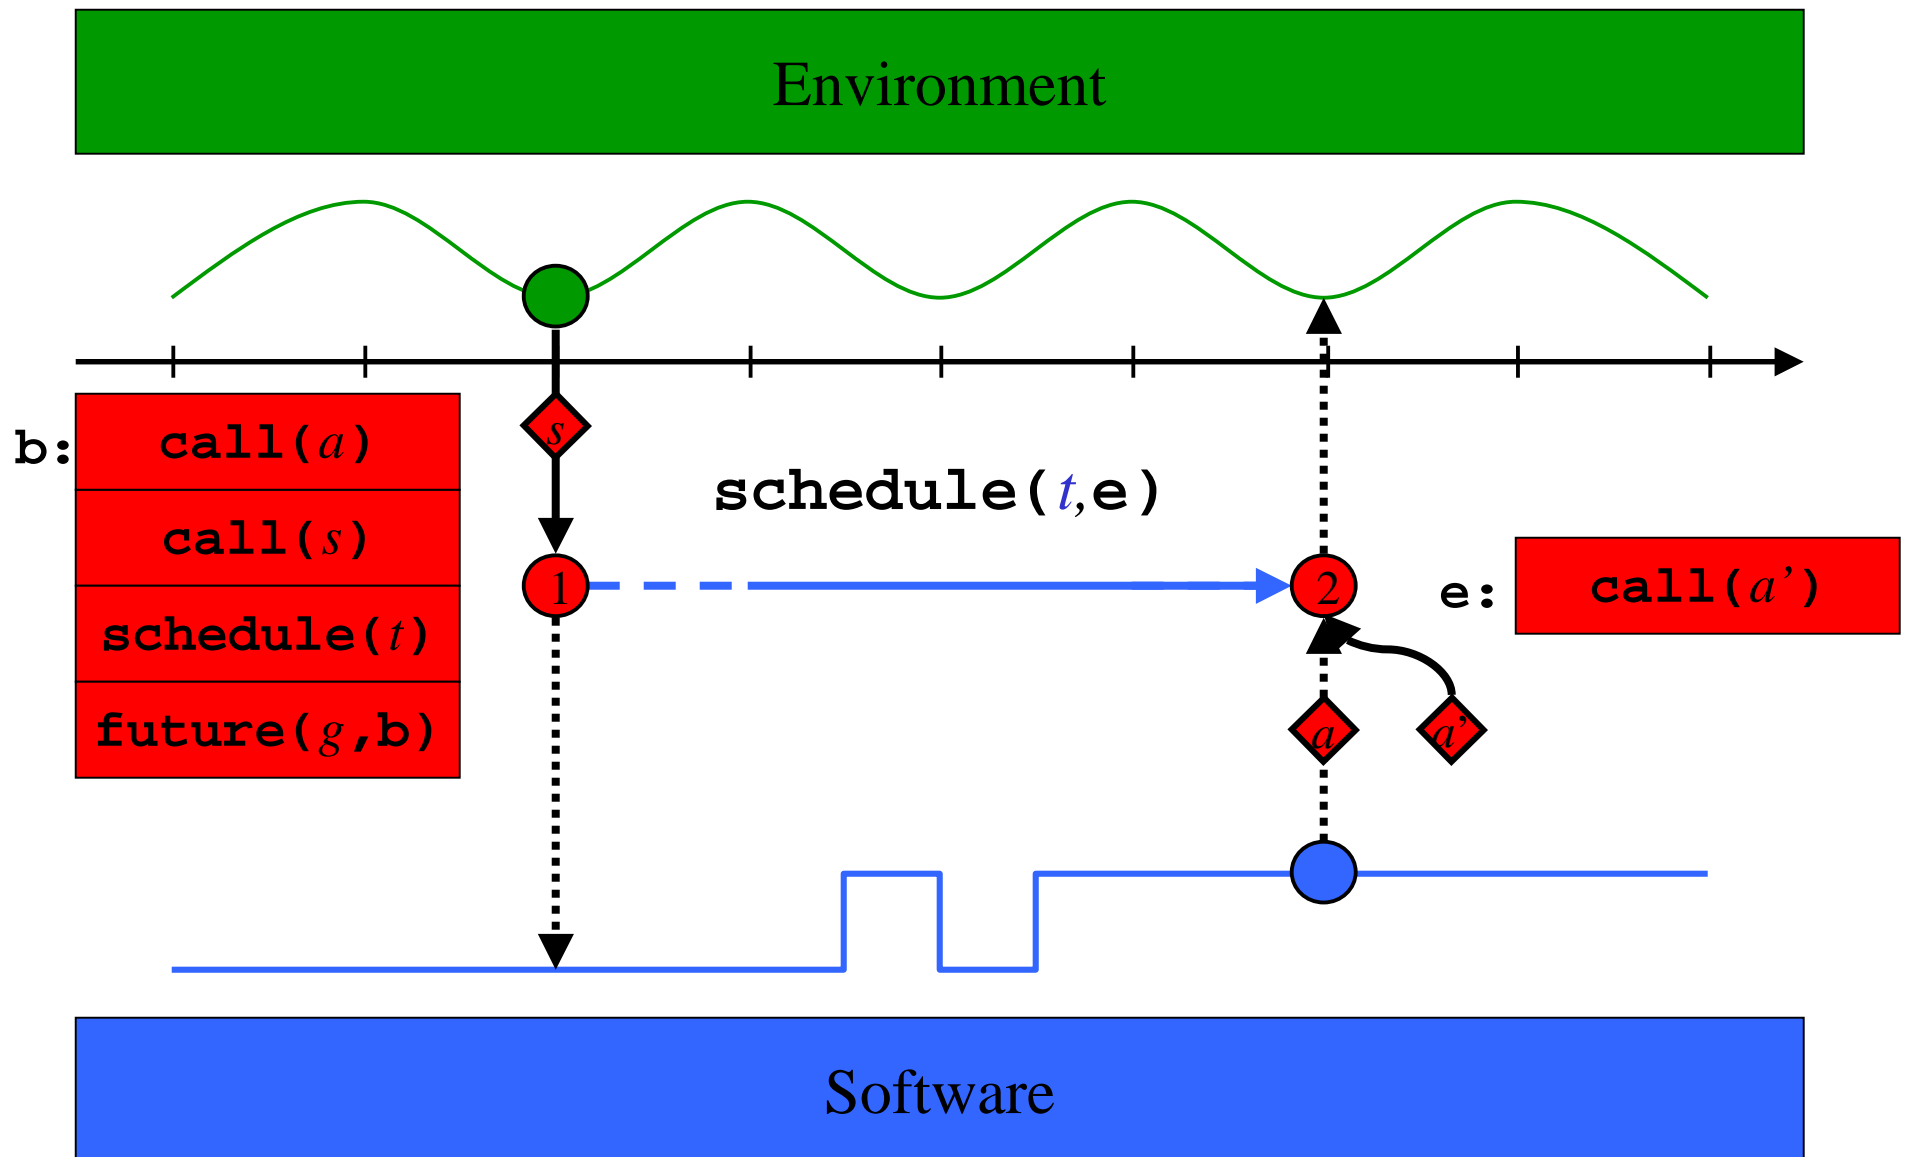 Environment
b:
call(a)
call(s)
schedule(t)
future(g,b)
s
schedule(t,e)
1
2
e:
call(a’)
a
a’
Software